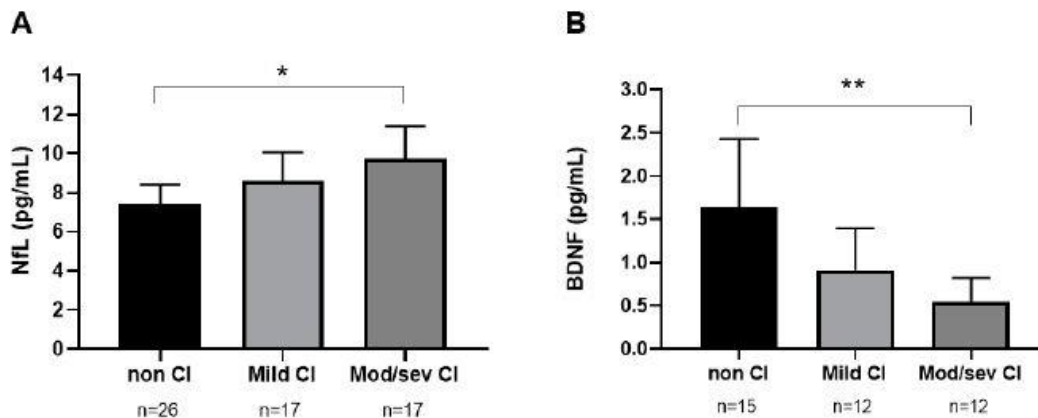 A
*
14
12
10
8
6
4
2
0
NfL (pg/mL)
non CI
Mild CI
Mod/sev CI
n=26
n=17
n=17
B
**
3.0
2.5
2.0
1.5
1.0
0.5
0.0
BDNF (pg/mL)
non CI
Mild CI
Mod/sev CI
n=15
n=12
n=12